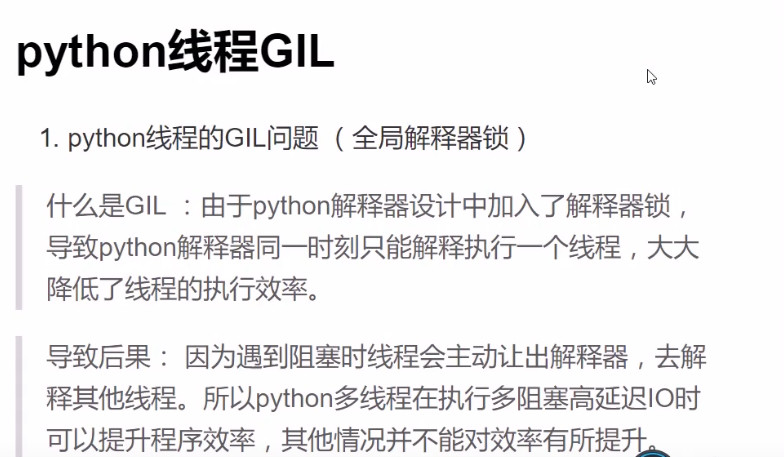 python线程GIL
1. python线程的GIL问题 （全局解释器锁）
什么是GIL ：由于python解释器设计中加入了解释器锁，
导致python解释器同一时刻只能解释执行一个线程，大大
降低了线程的执行效率。
导致后果： 因为遇到阻塞时线程会主动让出解释器，去解
释其他线程。所以python多线程在执行多阻塞高延迟IO时
可以提升程序效率，其他情况并不能对效率有所提升。